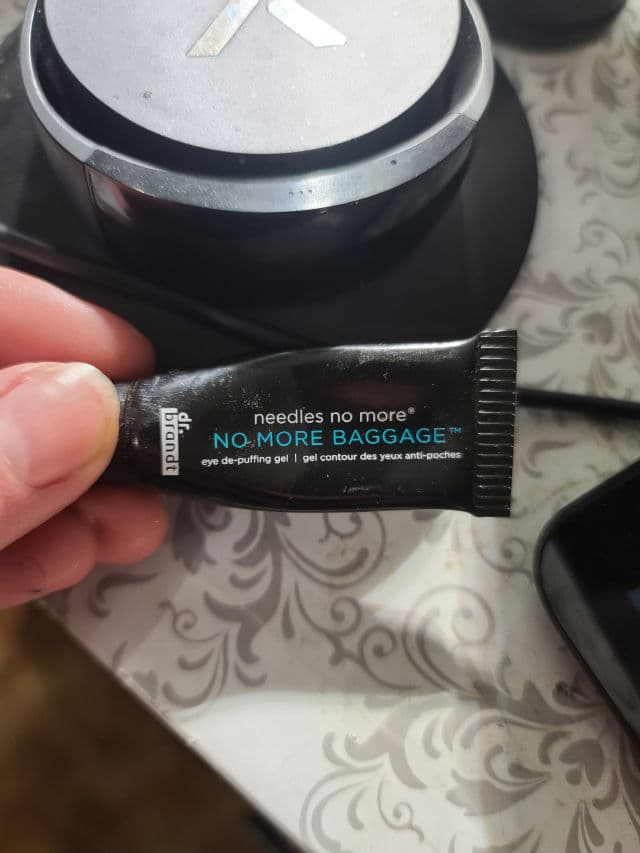 dr.
brandt
needles no more®
NO MORE BAGGAGE™
eye de-puffing gel | gel contour des yeux anti-poches